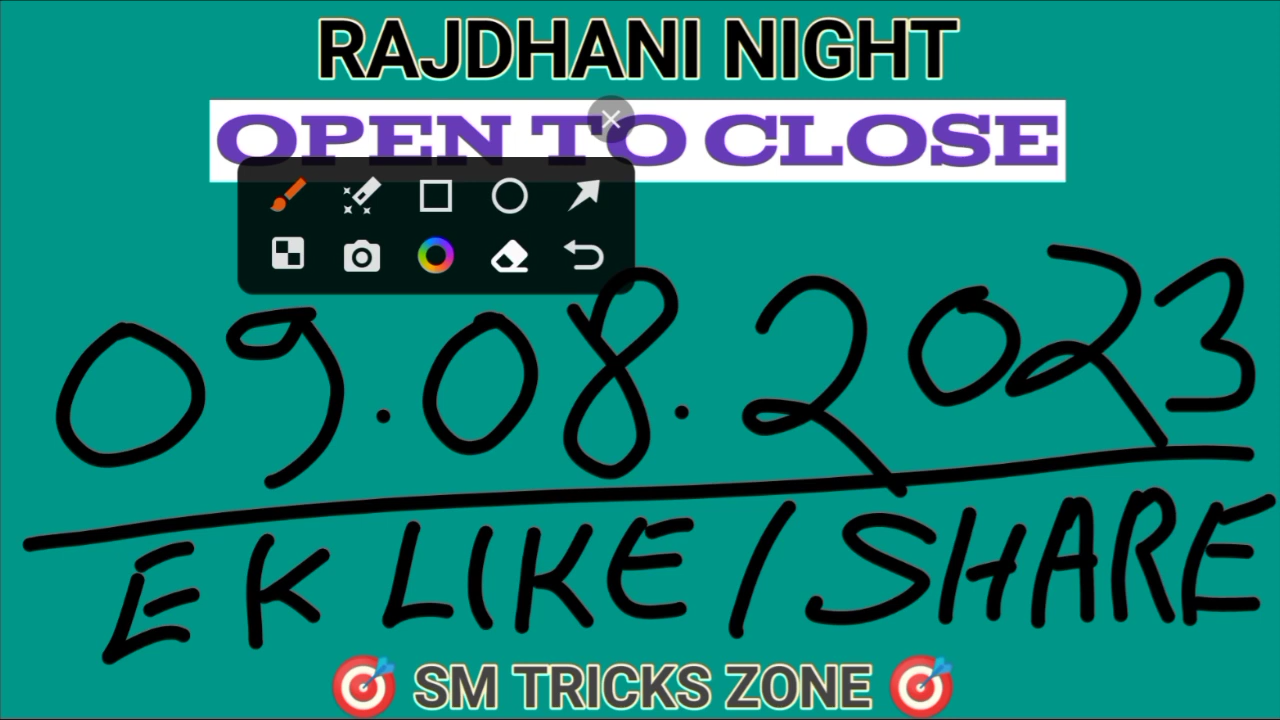 RAJDHANI NIGHT
OPEN TO CLOSE
09.08.2023
EK LIKE/SHARE
SM TRICKS ZONE